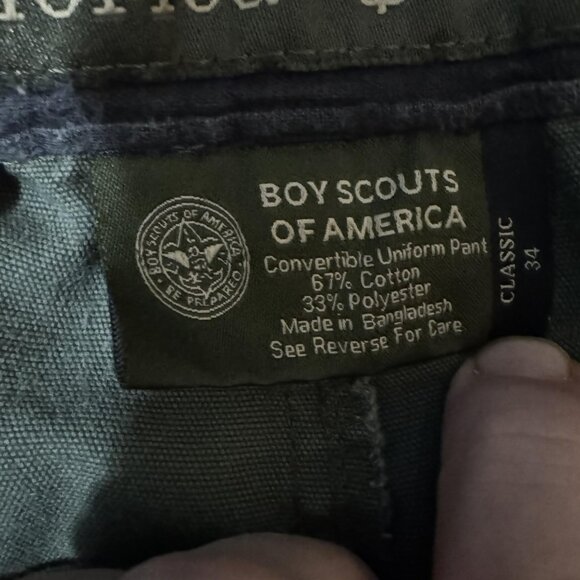 BOY SCOUTS
OF AMERICA
Convertible Uniform Pant
67% Cotton
33% Polyester
Made in Bangladesh
See Reverse For Care
BOY SCOUTS OF AMERICA
BE PREPARED
CLASSIC
34